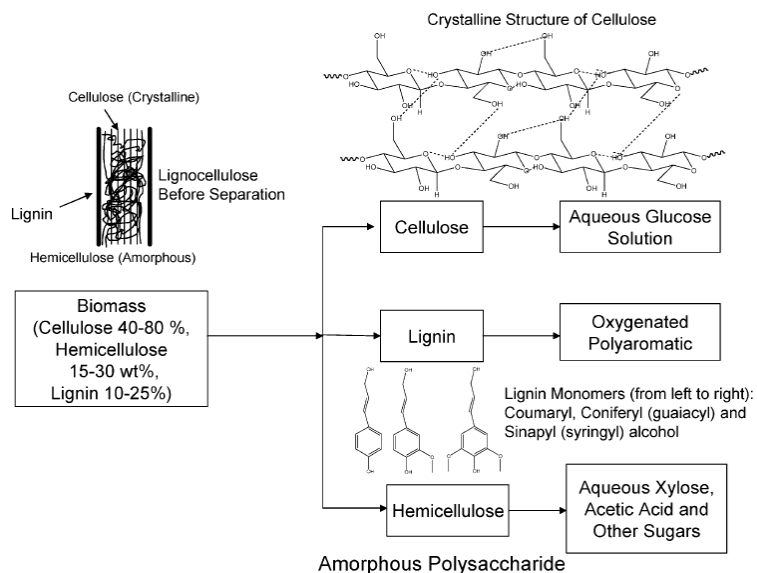 Crystalline Structure of Cellulose
Cellulose (Crystalline)
Lignocellulose
Before Separation
Lignin
Hemicellulose (Amorphous)
Cellulose
Aqueous Glucose
Solution
Biomass
(Cellulose 40-80 %,
Hemicellulose
15-30 wt%,
Lignin 10-25%)
Lignin
Oxygenated
Polyaromatic
Lignin Monomers (from left to right):
Coumaryl, Coniferyl (guaiacyl) and
Sinapyl (syringyl) alcohol
Hemicellulose
Aqueous Xylose,
Acetic Acid and
Other Sugars
Amorphous Polysaccharide